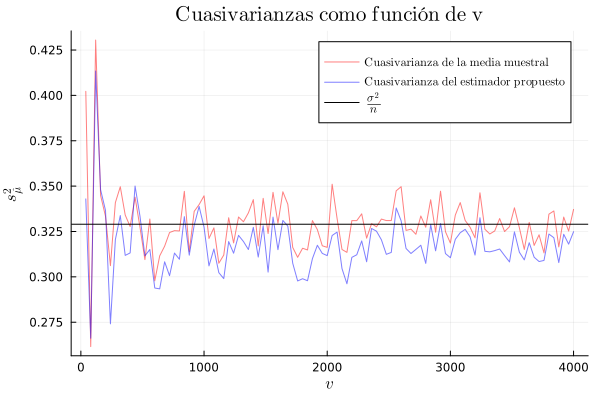 Cuasivarianzas como función de v
Cuasivarianza de la media muestral
Cuasivarianza del estimador propuesto
σ²/n
0.425
0.400
0.375
0.350
0.325
0.300
0.275
s²_μ̂
0 1000 2000 3000 4000
v